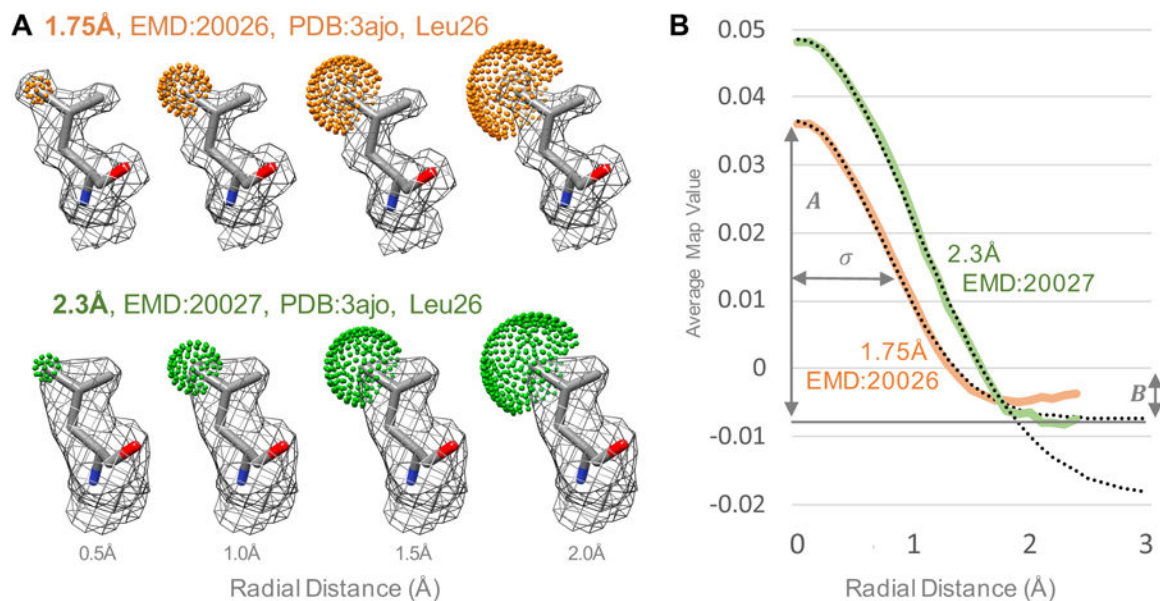 A 1.75Å, EMD:20026, PDB:3ajo, Leu26
2.3Å, EMD:20027, PDB:3ajo, Leu26
0.5Å 1.0Å 1.5Å 2.0Å
Radial Distance (Å)
B
Average Map Value
0.05
0.04
0.03
0.02
0.01
0
-0.01
-0.02
A
σ
2.3Å
EMD:20027
1.75Å
EMD:20026
B
0 1 2 3
Radial Distance (Å)